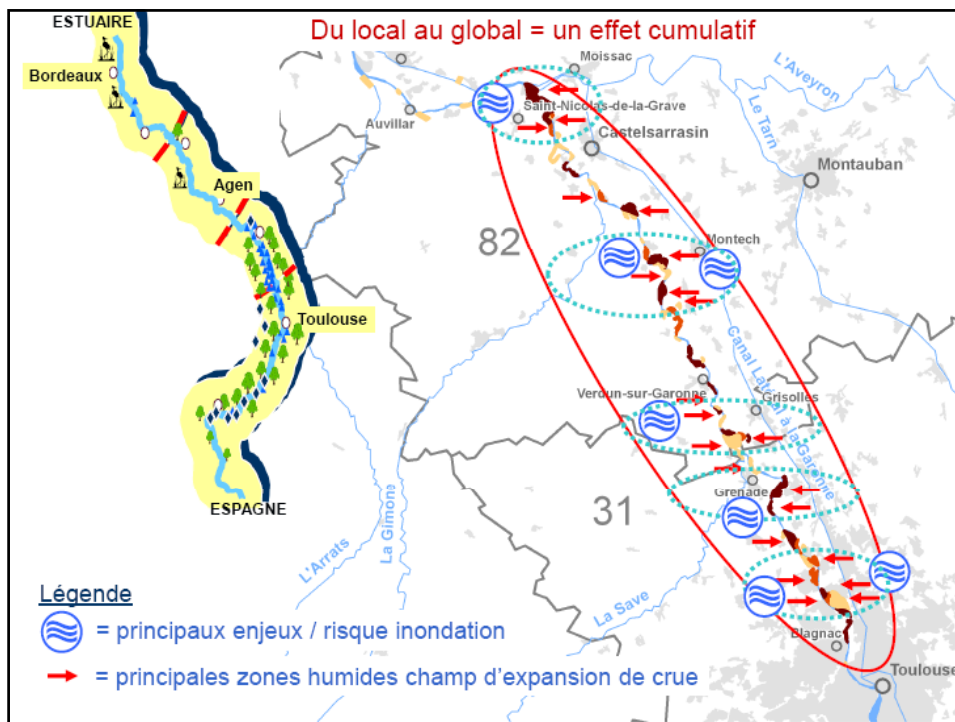 Du local au global = un effet cumulatif
ESTUAIRE
Bordeaux
Agen
Toulouse
ESPAGNE
Moissac
L'Aveyron
Saint-Nicolas-de-la-Grave
Auvillar
Castelsarrasin
Le Tarn
Montauban
82
Montech
Canal Latéral à la Garonne
Verdun-sur-Garonne
Grisolles
Grenade
31
L'Arrats
La Gimone
La Save
Blagnac
Toulouse
Légende
= principaux enjeux / risque inondation
= principales zones humides champ d'expansion de crue